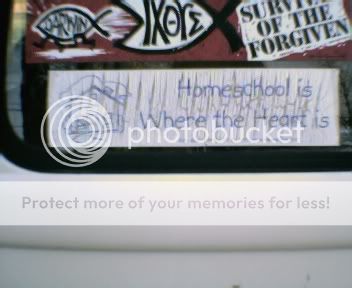 DARWIN
ΙΧΘΥΣ
SURVIV
OF THE
FORGIVEN
Homeschool is
Where the Heart is
photobucket
Protect more of your memories for less!